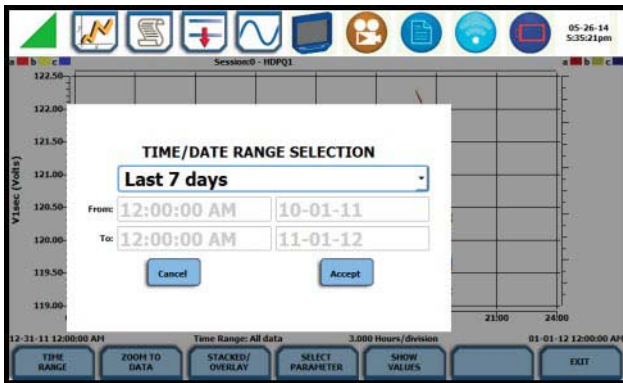 05-26-14
5:35:21pm
a b c
Session:0 - HDPQ1
a b c
122.50
122.00
121.50
121.00
120.50
120.00
119.50
119.00
V1sec (Volts)
TIME/DATE RANGE SELECTION
Last 7 days
From: 12:00:00 AM 10-01-11
To: 12:00:00 AM 11-01-12
Cancel Accept
21:00 24:00
12-31-11 12:00:00 AM Time Range: All data 3.000 Hours/division 01-01-12 12:00:00 AM
TIME RANGE
ZOOM TO DATA
STACKED/ OVERLAY
SELECT PARAMETER
SHOW VALUES
EXIT